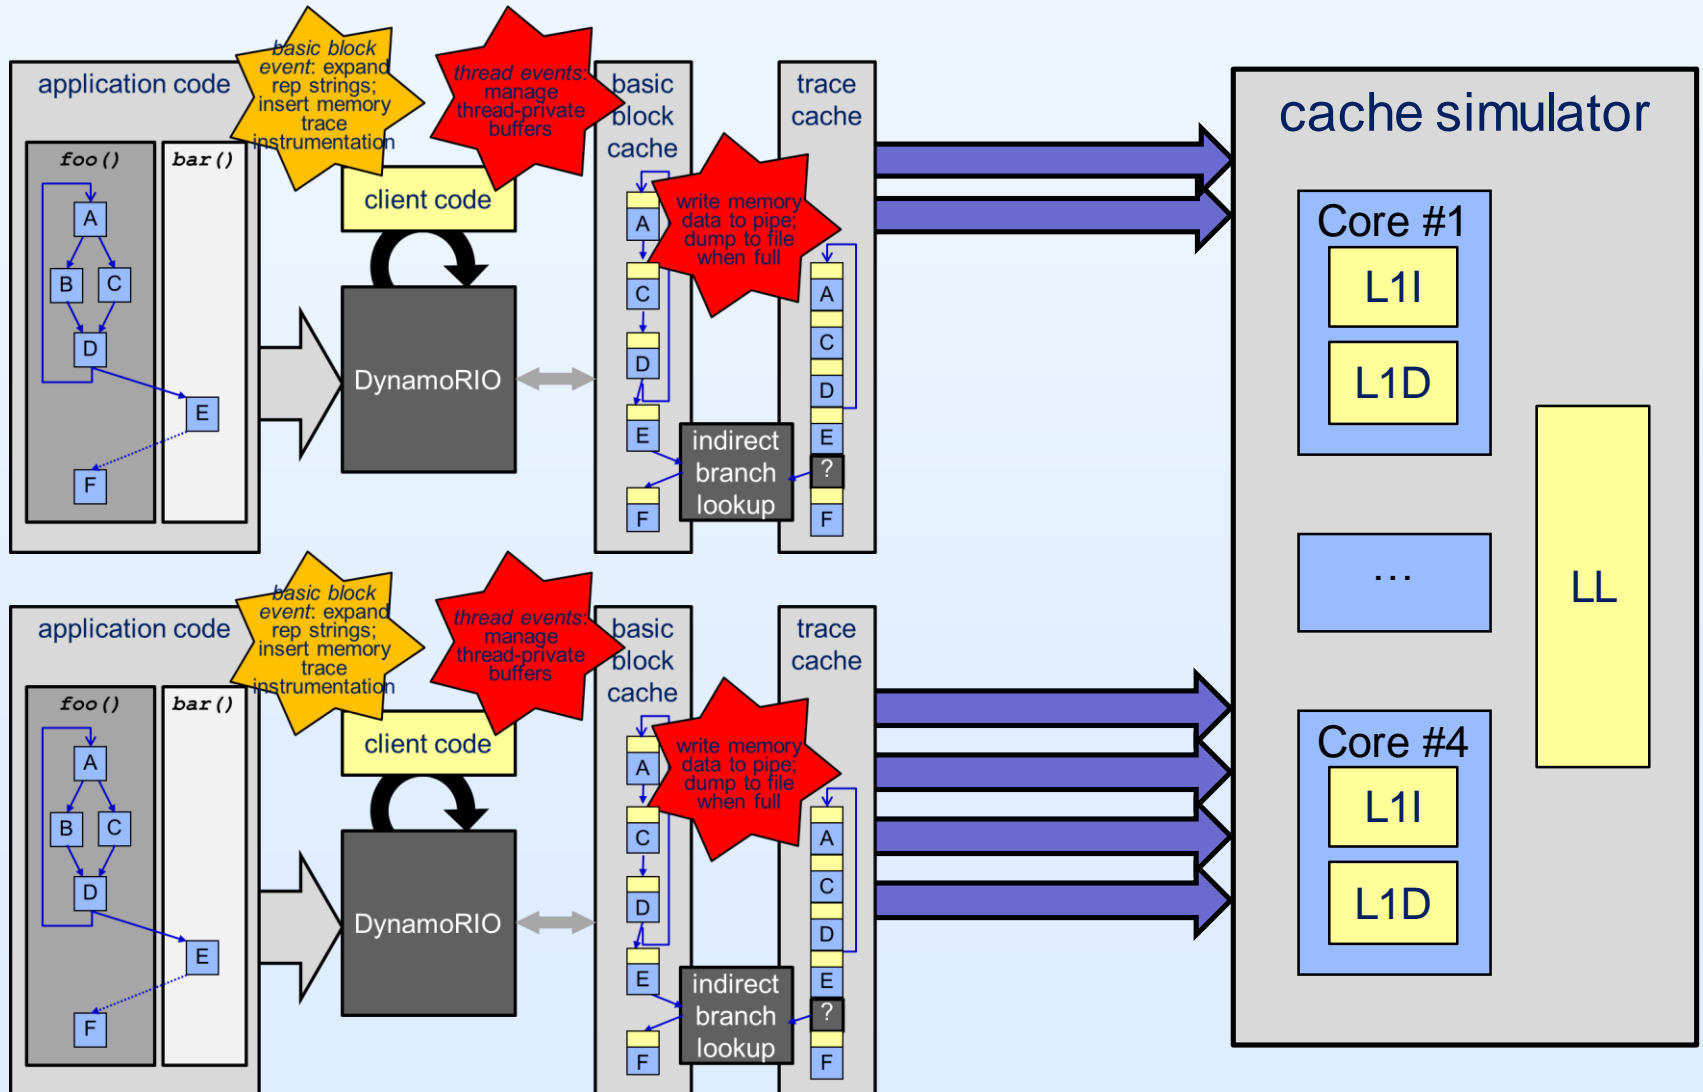 application code
foo()
bar()
A
B
C
D
E
F
basic block
event: expand
rep strings;
insert memory
trace
instrumentation
thread events:
manage
thread-private
buffers
client code
DynamoRIO
basic
block
cache
A
C
D
E
F
write memory
data to pipe;
dump to file
when full
indirect
branch
lookup
trace
cache
A
C
D
E
?
F
application code
foo()
bar()
A
B
C
D
E
F
basic block
event: expand
rep strings;
insert memory
trace
instrumentation
thread events:
manage
thread-private
buffers
client code
DynamoRIO
basic
block
cache
A
C
D
E
F
write memory
data to pipe;
dump to file
when full
indirect
branch
lookup
trace
cache
A
C
D
E
?
F
cache simulator
Core #1
L1I
L1D
...
Core #4
L1I
L1D
LL